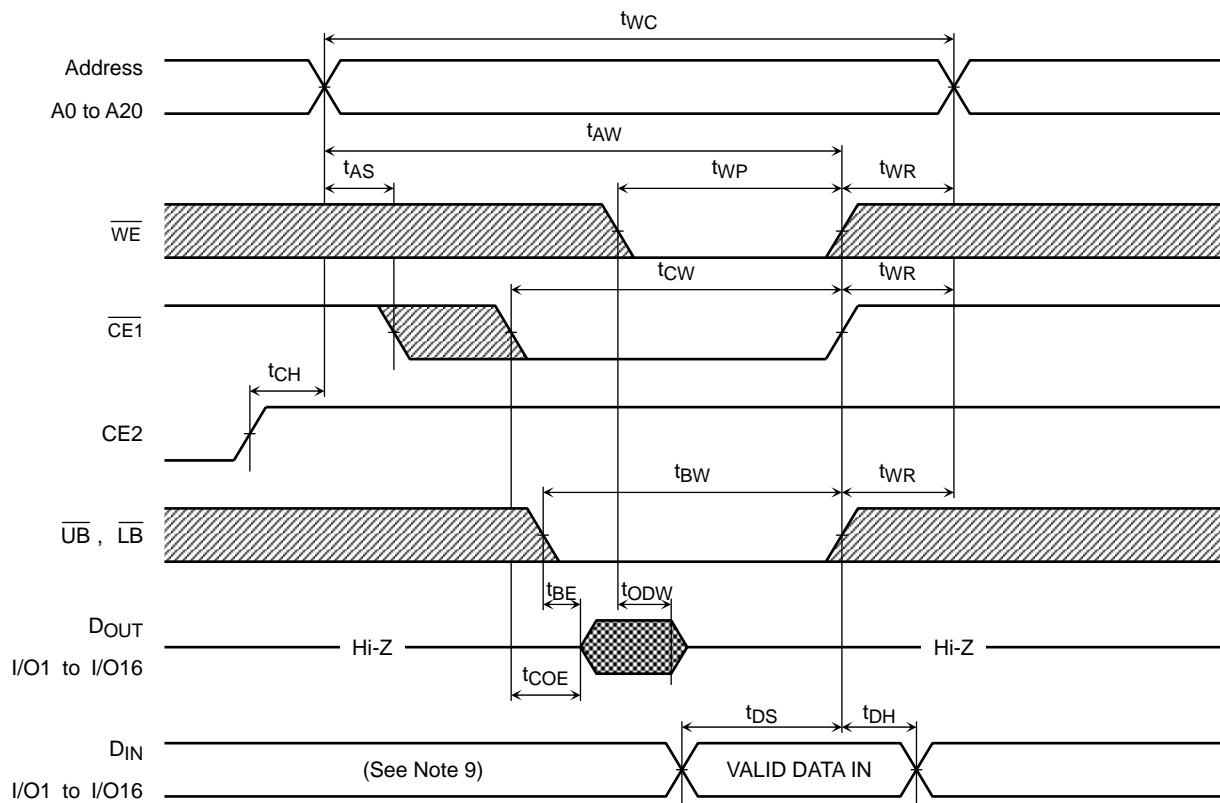 tWC
Address
A0 to A20
tAW
tAS
tWP
tWR
WE
tCW
tWR
CE1
tCH
CE2
tBW
tWR
UB , LB
tBE
tODW
DOUT
I/O1 to I/O16
Hi-Z
Hi-Z
tCOE
tDS
tDH
DIN
I/O1 to I/O16
(See Note 9)
VALID DATA IN